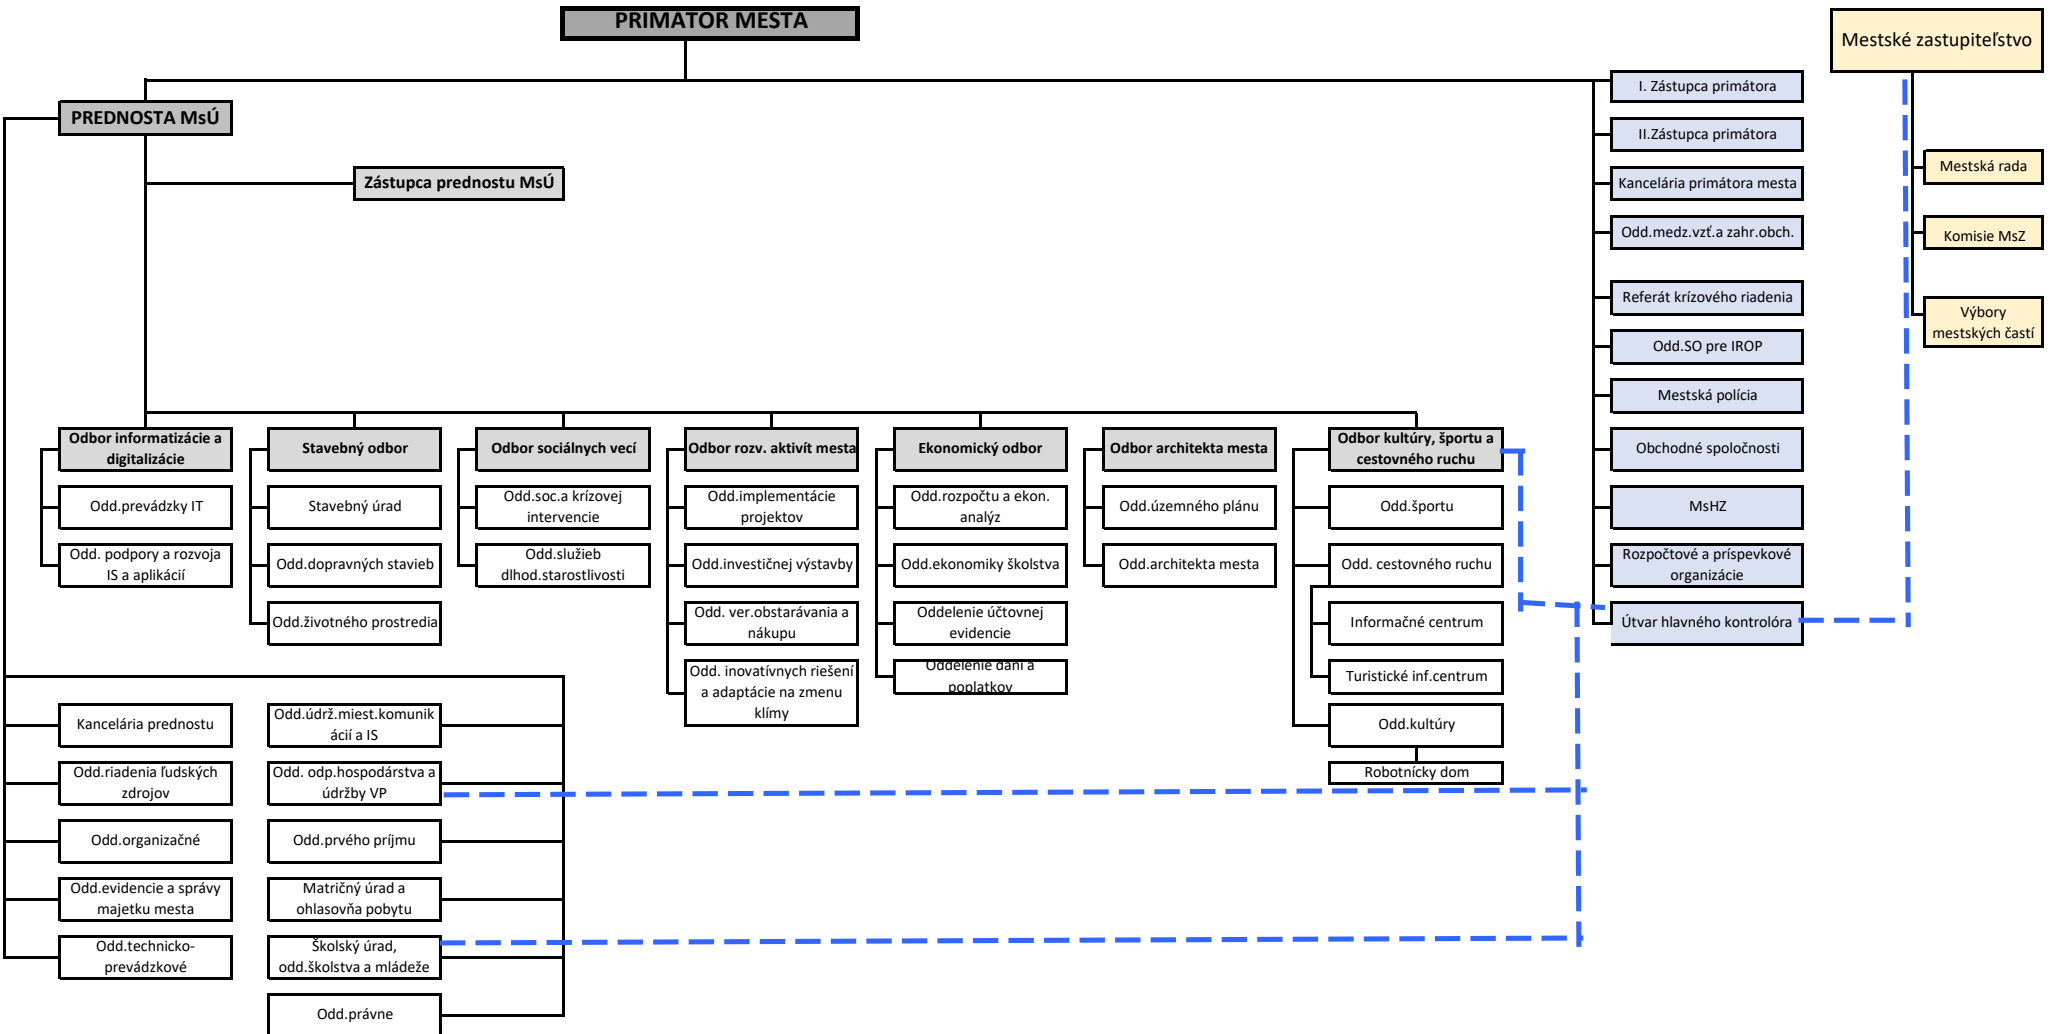 PRIMÁTOR MESTA
Mestské zastupiteľstvo
PREDNOSTA MsÚ
Zástupca prednostu MsÚ
I. Zástupca primátora
II.Zástupca primátora
Kancelária primátora mesta
Odd.medz.vzť.a zahr.obch.
Referát krízového riadenia
Odd.SO pre IROP
Mestská polícia
Obchodné spoločnosti
MsHZ
Rozpočtové a príspevkové
organizácie
Útvar hlavného kontrolóra
Mestská rada
Komisie MsZ
Výbory
mestských častí
Odbor informatizácie a
digitalizácie
Odd.prevádzky IT
Odd. podpory a rozvoja
IS a aplikácií
Stavebný odbor
Stavebný úrad
Odd.dopravných stavieb
Odd.životného prostredia
Odbor sociálnych vecí
Odd.soc.a krízovej
intervencie
Odd.služieb
dlhod.starostlivosti
Odbor rozv. aktivít mesta
Odd.implementácie
projektov
Odd.investičnej výstavby
Odd. ver.obstarávania a
nákupu
Odd. inovatívnych riešení
a adaptácie na zmenu
klímy
Ekonomický odbor
Odd.rozpočtu a ekon.
analýz
Odd.ekonomiky školstva
Oddelenie účtovnej
evidencie
Oddelenie daní a
poplatkov
Odbor architekta mesta
Odd.územného plánu
Odd.architekta mesta
Odbor kultúry, športu a
cestovného ruchu
Odd.športu
Odd. cestovného ruchu
Informačné centrum
Turistické inf.centrum
Odd.kultúry
Robotnícky dom
Kancelária prednostu
Odd.riadenia ľudských
zdrojov
Odd.organizačné
Odd.evidencie a správy
majetku mesta
Odd.technicko-
prevádzkové
Odd.údrž.miest.komunik
ácií a IS
Odd. odp.hospodárstva a
údržby VP
Odd.prvého príjmu
Matričný úrad a
ohlasovňa pobytu
Školský úrad,
odd.školstva a mládeže
Odd.právne